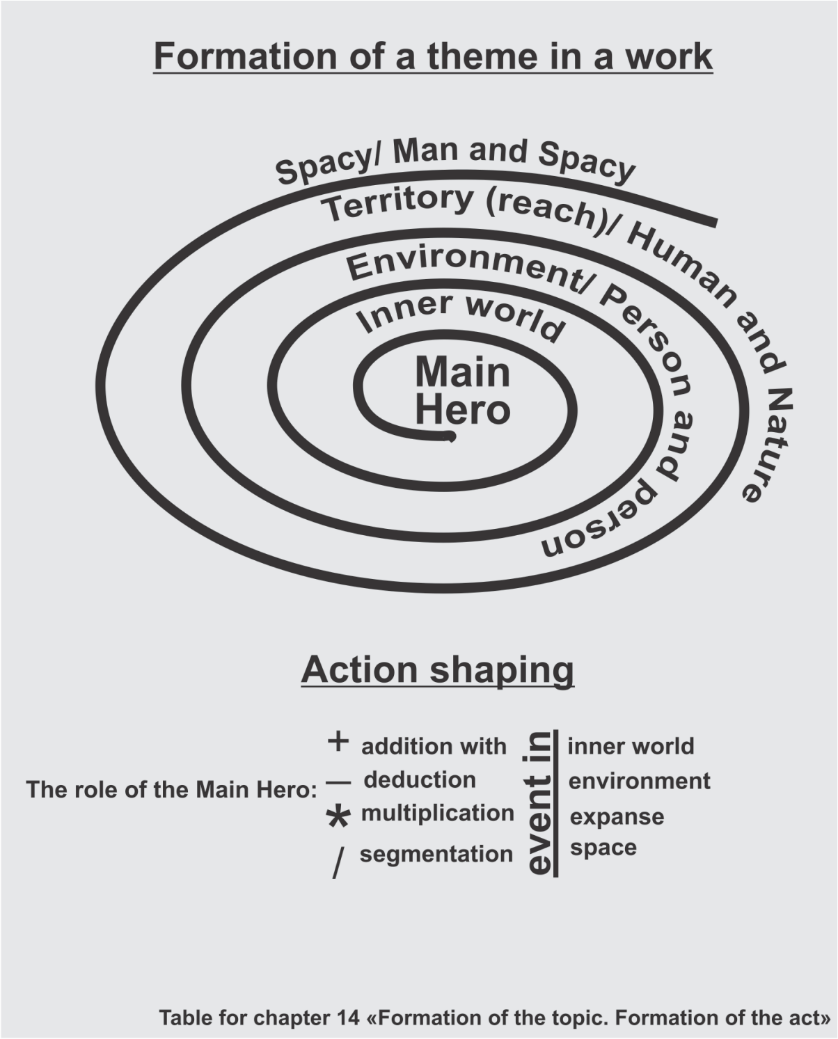 Formation of a theme in a work
Spacy/ Man and Spacy
Territory (reach)/ Human and Nature
Environment/ Person and person
Inner world
Main
Hero
Action shaping
The role of the Main Hero:
+ addition with
— deduction
* multiplication
/ segmentation
event in
inner world
environment
expanse
space
Table for chapter 14 «Formation of the topic. Formation of the act»